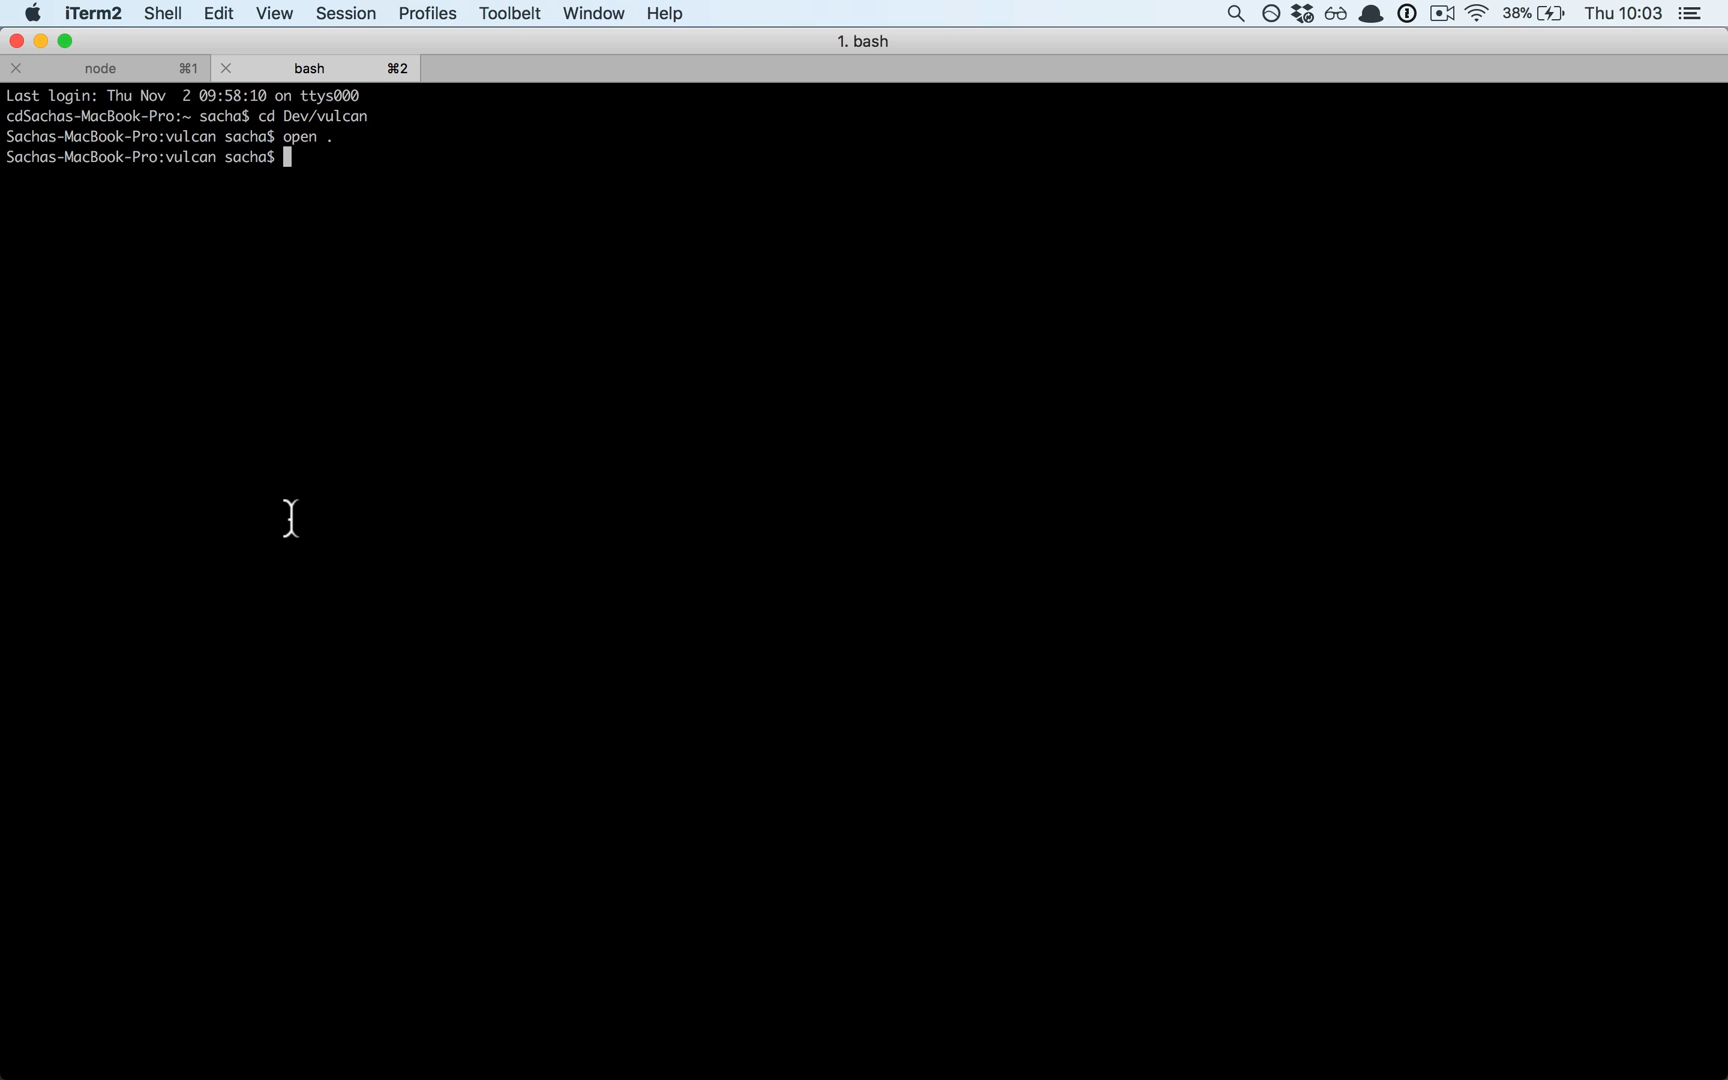 iTerm2 Shell Edit View Session Profiles Toolbelt Window Help 38% Thu 10:03
1. bash
node ⌘1 bash ⌘2
Last login: Thu Nov  2 09:58:10 on ttys000
cdSachas-MacBook-Pro:~ sacha$ cd Dev/vulcan
Sachas-MacBook-Pro:vulcan sacha$ open .
Sachas-MacBook-Pro:vulcan sacha$